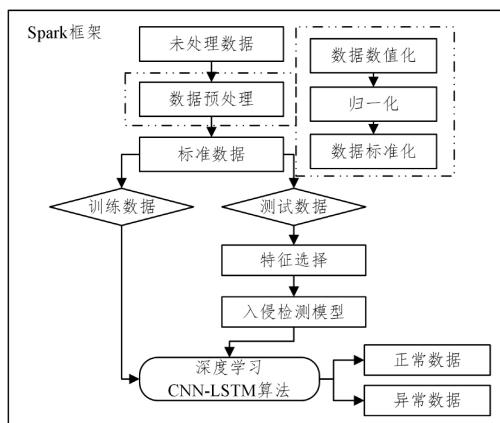 Spark框架
未处理数据
数据预处理
标准数据
数据数值化
归一化
数据标准化
训练数据
测试数据
特征选择
入侵检测模型
深度学习
CNN-LSTM算法
正常数据
异常数据